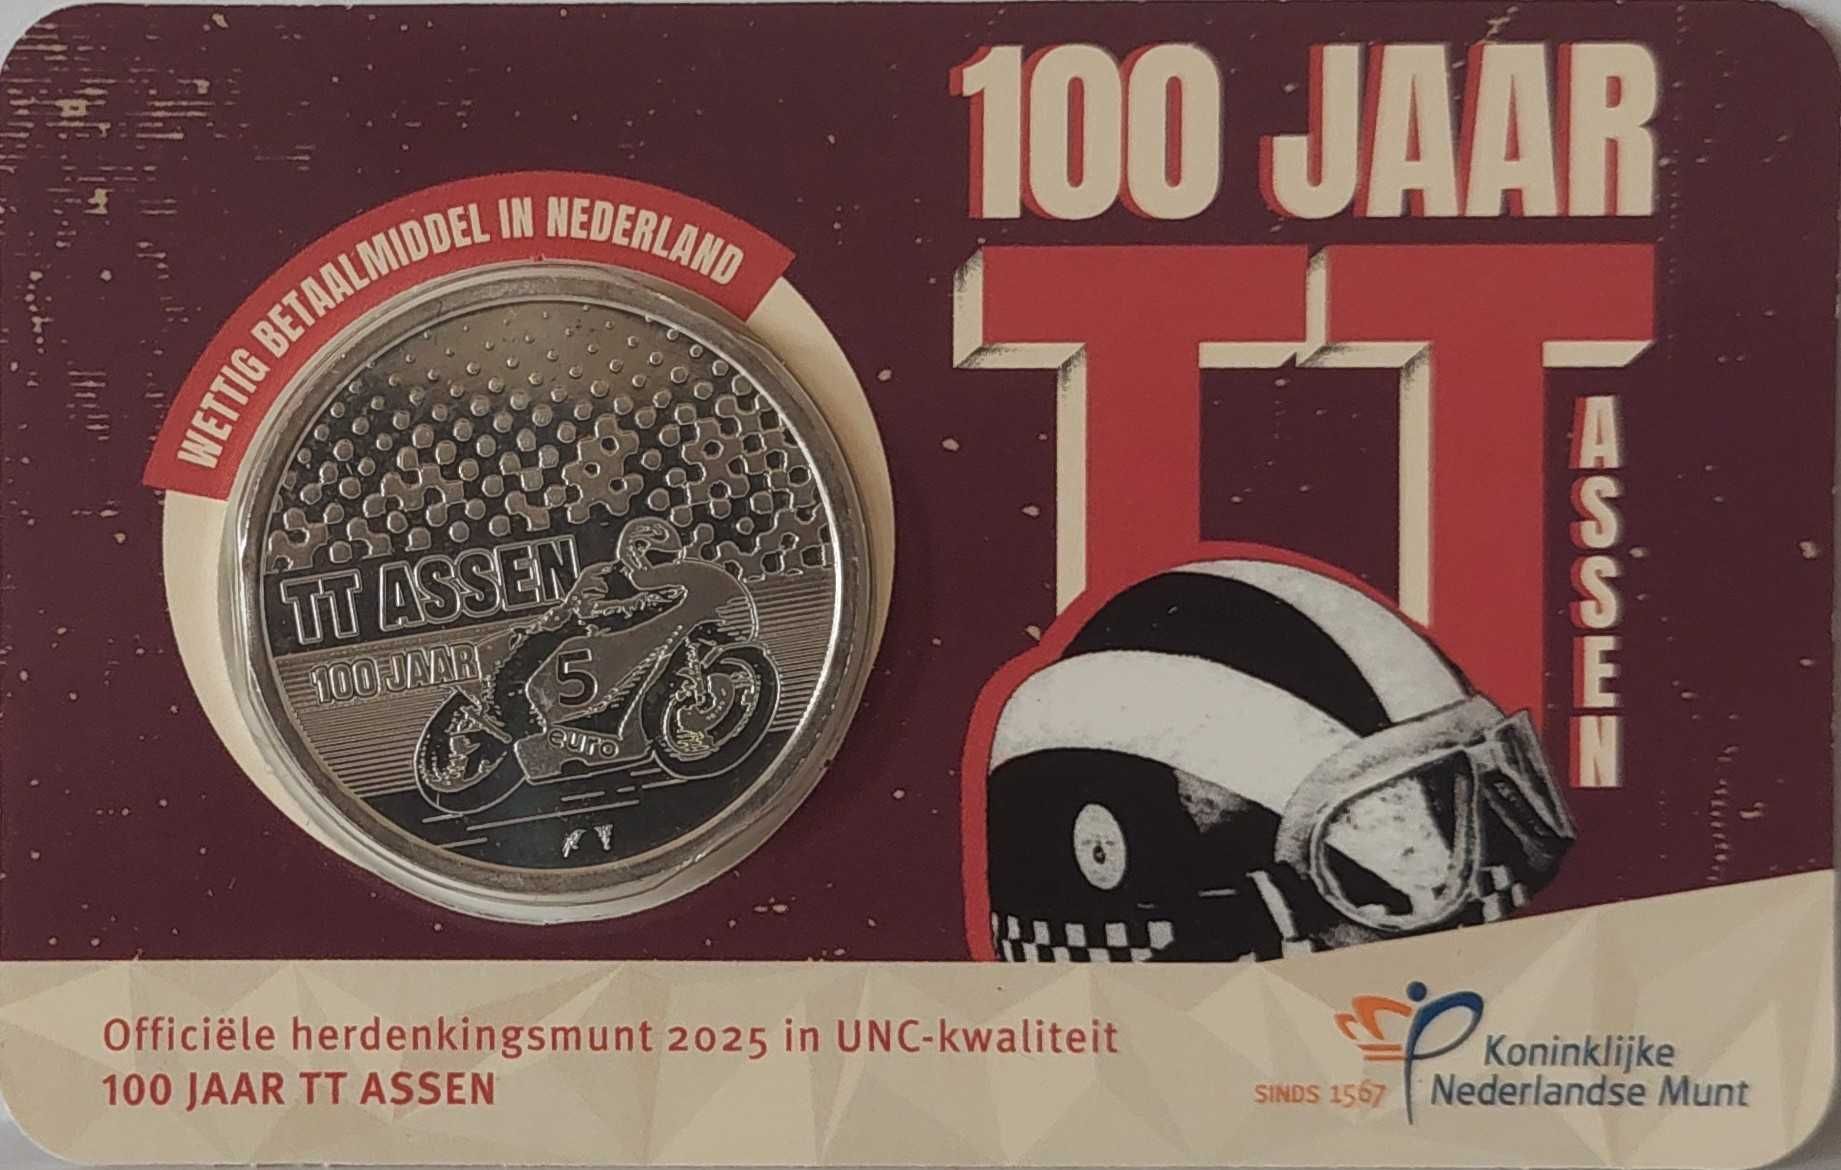 100 JAAR
TT
ASSEN
WETTIG BETAALMIDDEL IN NEDERLAND
TT ASSEN
100 JAAR
5
euro
Officiële herdenkingsmunt 2025 in UNC-kwaliteit
100 JAAR TT ASSEN
SINDS 1567
Koninklijke
Nederlandse Munt